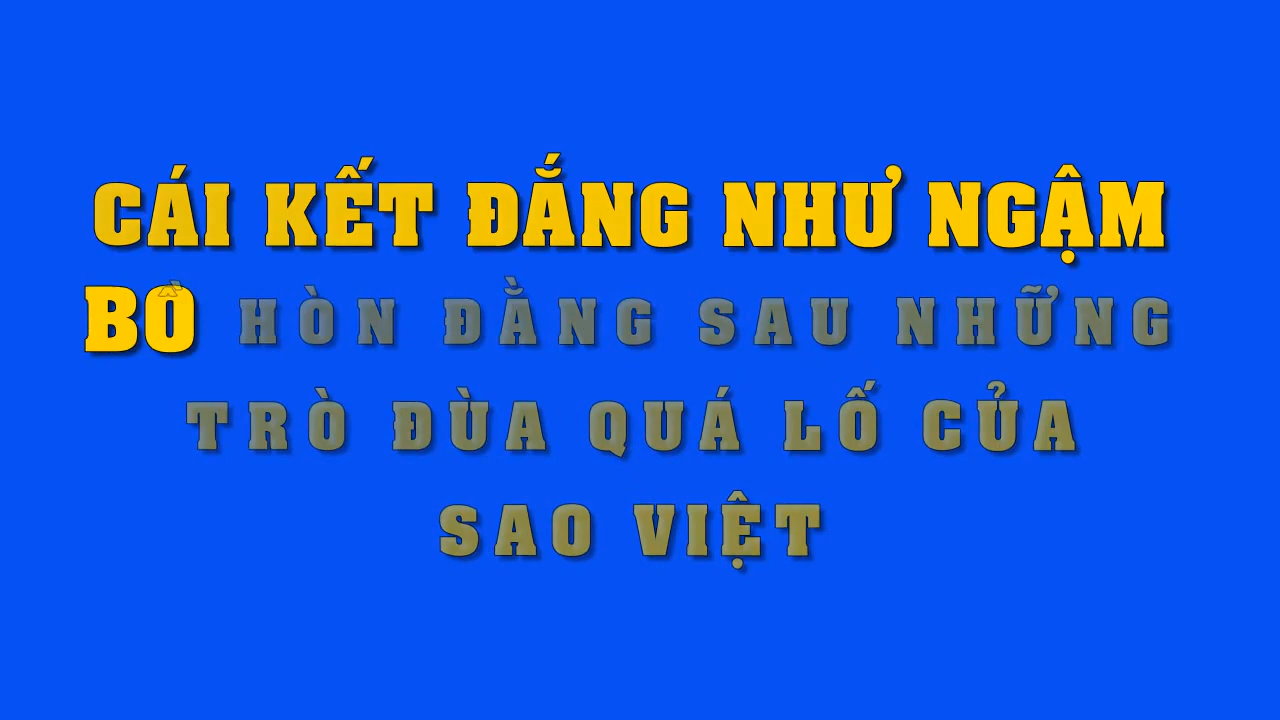 CÁI KẾT ĐẮNG NHƯ NGẬM
BỒ HÒN ĐẰNG SAU NHỮNG
TRÒ ĐÙA QUÁ LỐ CỦA
SAO VIỆT